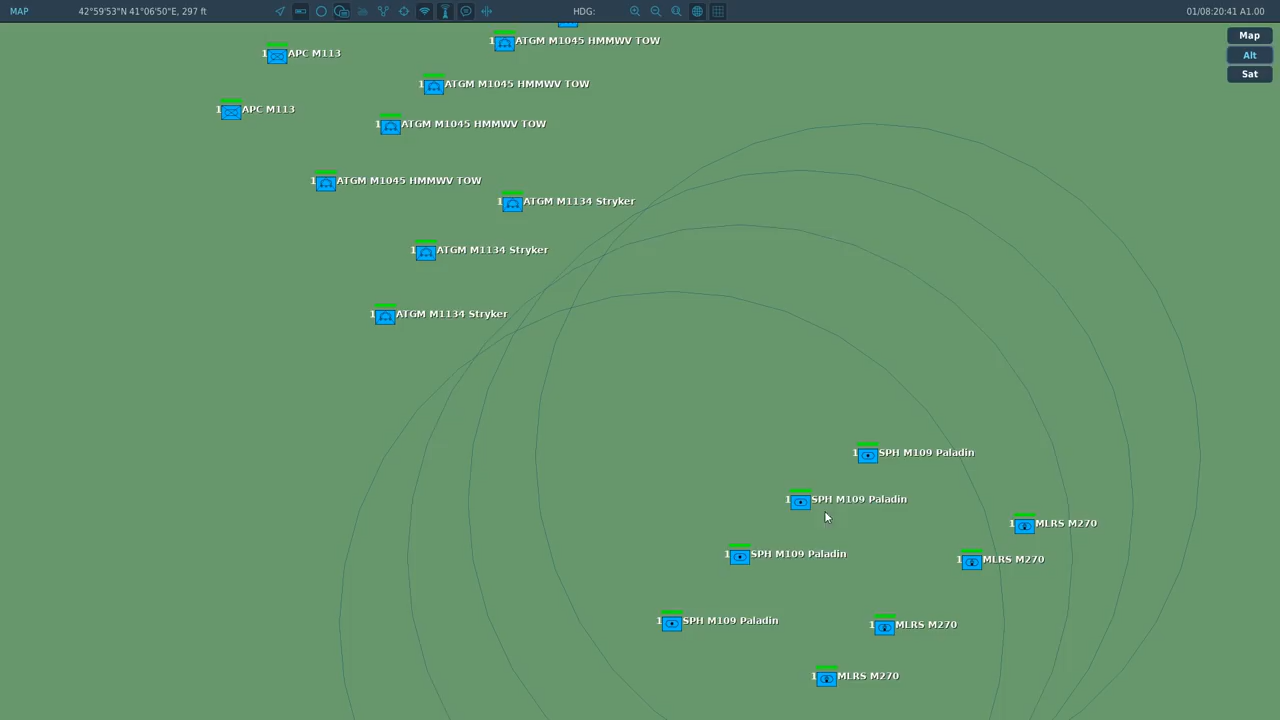 MAP 42°59'53"N 41°06'50"E, 297 ft HDG: 01/08:20:41 A1.00
Map
Alt
Sat
1 ATGM M1045 HMMWV TOW
1 APC M113
1 ATGM M1045 HMMWV TOW
1 APC M113
1 ATGM M1045 HMMWV TOW
1 ATGM M1045 HMMWV TOW
1 ATGM M1134 Stryker
1 ATGM M1134 Stryker
1 ATGM M1134 Stryker
1 SPH M109 Paladin
1 SPH M109 Paladin
1 MLRS M270
1 SPH M109 Paladin
1 MLRS M270
1 SPH M109 Paladin
1 MLRS M270
1 MLRS M270